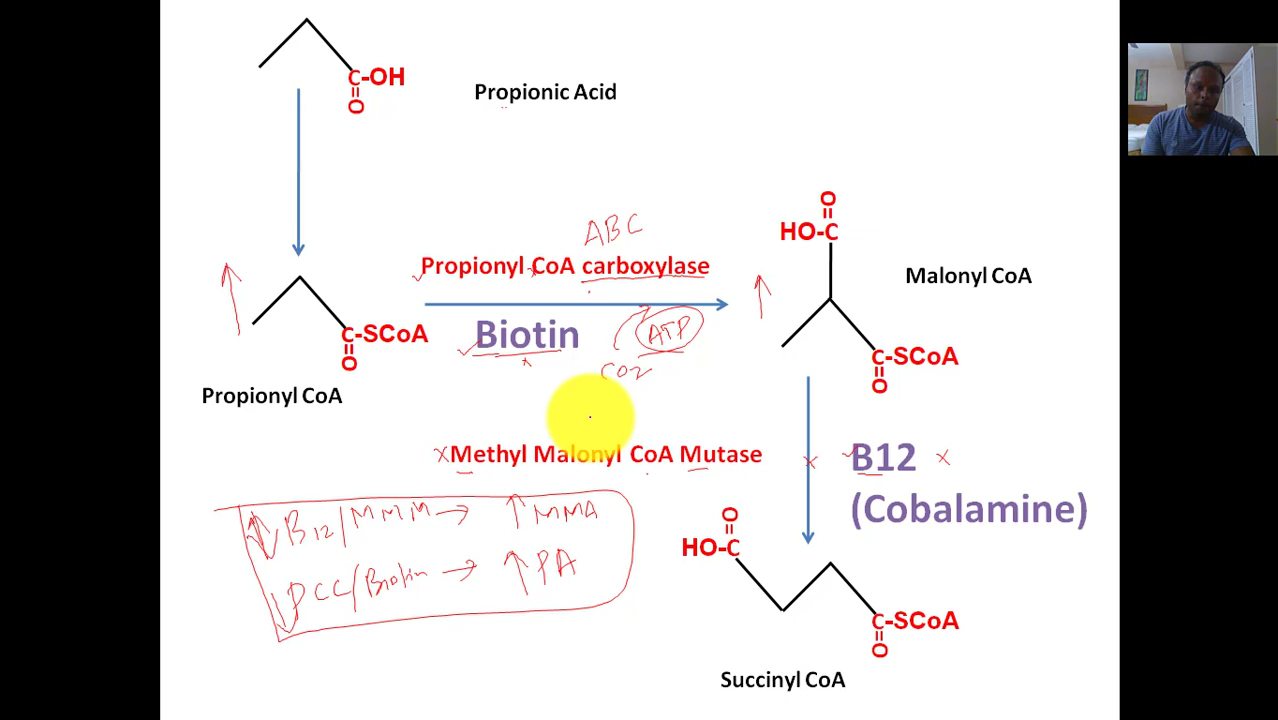 C-OH
O
Propionic Acid
O
HO-C
ABC
Propionyl CoA carboxylase
Malonyl CoA
Biotin
ATP
C-SCoA
O
CO2
C-SCoA
O
Propionyl CoA
Methyl Malonyl CoA Mutase
B12
(Cobalamine)
↑ B12/MMM → ↑ MMA
↓ PCC/Biotin → ↑ PA
O
HO-C
C-SCoA
O
Succinyl CoA